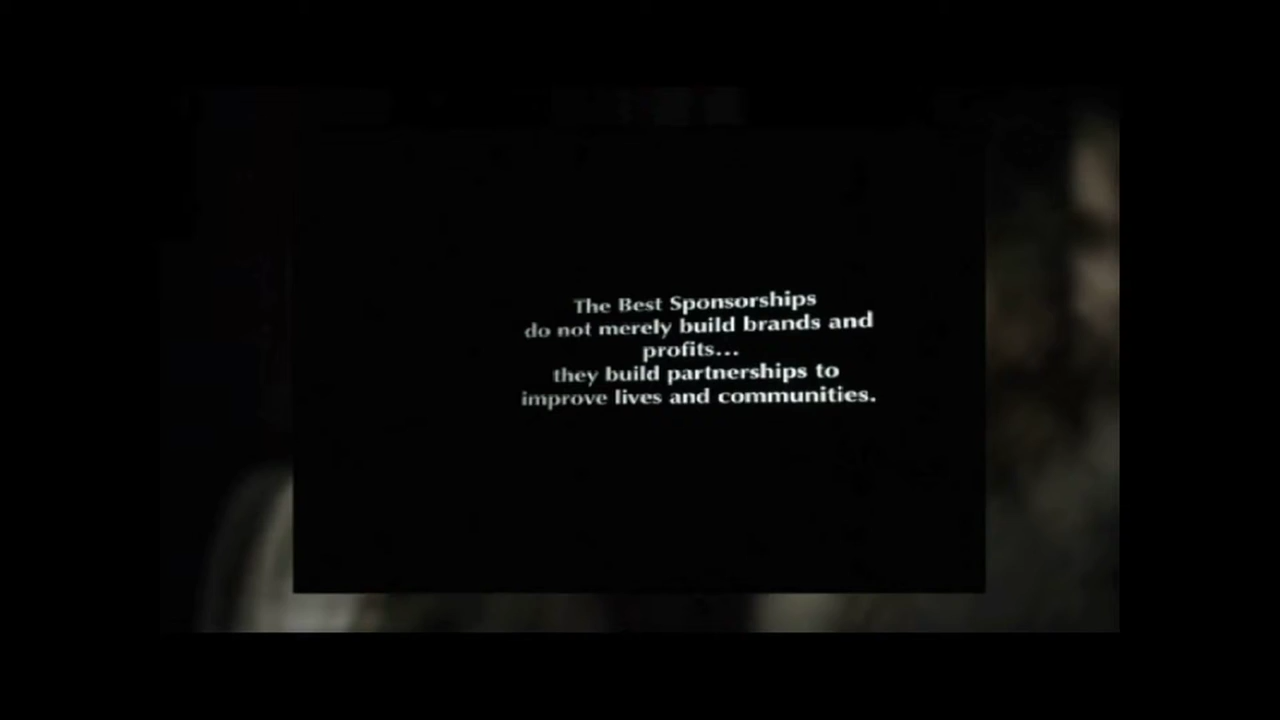 The Best Sponsorships
do not merely build brands and
profits...
they build partnerships to
improve lives and communities.